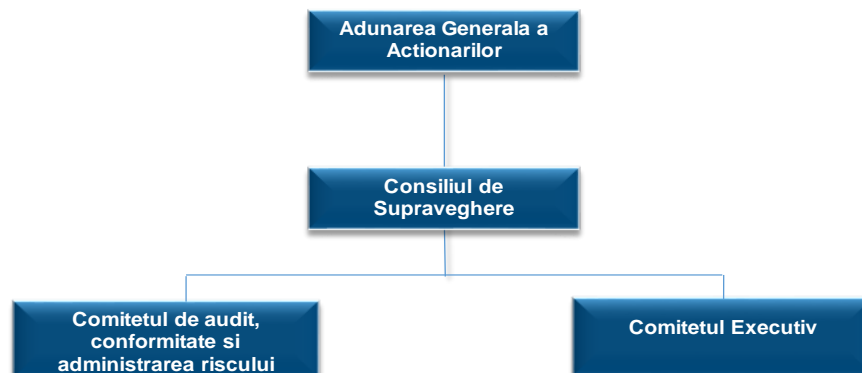 Adunarea Generala a
Actionarilor
Consiliul de
Supraveghere
Comitetul de audit,
conformitate si
administrarea riscului
Comitetul Executiv